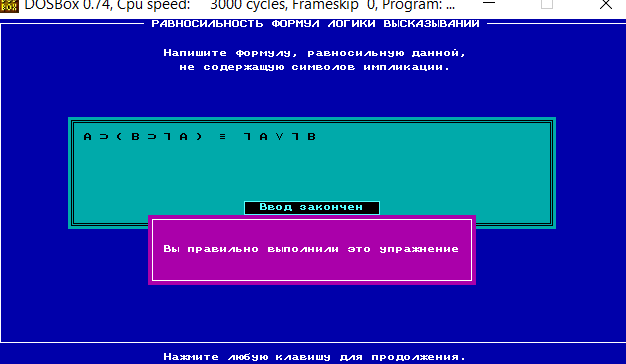 DOSBox 0.74, Cpu speed: 3000 cycles, Frameskip 0, Program: ...
РАВНОСИЛЬНОСТЬ ФОРМУЛ ЛОГИКИ ВЫСКАЗЫВАНИЙ
Напишите формулу, равносильную данной,
не содержащую символов импликации.
A ⊃ ( B ⊃ ꓶ A ) ≡ ꓶ A ∨ ꓶ B
Ввод закончен
Вы правильно выполнили это упражнение
Нажмите любую клавишу для продолжения.